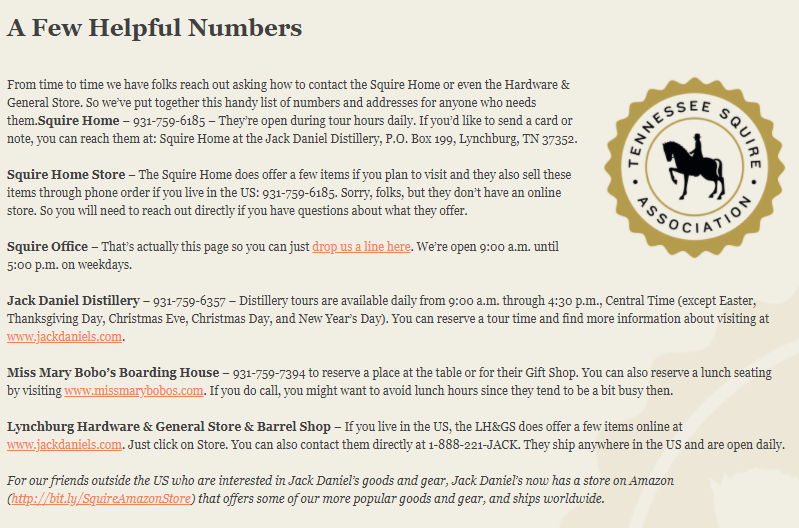 A Few Helpful Numbers
From time to time we have folks reach out asking how to contact the Squire Home or even the Hardware &
General Store. So we've put together this handy list of numbers and addresses for anyone who needs
them.Squire Home – 931-759-6185 – They're open during tour hours daily. If you'd like to send a card or
note, you can reach them at: Squire Home at the Jack Daniel Distillery, P.O. Box 199, Lynchburg, TN 37352.
Squire Home Store – The Squire Home does offer a few items if you plan to visit and they also sell these
items through phone order if you live in the US: 931-759-6185. Sorry, folks, but they don't have an online
store. So you will need to reach out directly if you have questions about what they offer.
Squire Office – That's actually this page so you can just drop us a line here. We're open 9:00 a.m. until
5:00 p.m. on weekdays.
TENNESSEE SQUIRE
ASSOCIATION
Jack Daniel Distillery – 931-759-6357 – Distillery tours are available daily from 9:00 a.m. through 4:30 p.m., Central Time (except Easter,
Thanksgiving Day, Christmas Eve, Christmas Day, and New Year's Day). You can reserve a tour time and find more information about visiting at
www.jackdaniels.com.
Miss Mary Bobo's Boarding House – 931-759-7394 to reserve a place at the table or for their Gift Shop. You can also reserve a lunch seating
by visiting www.missmarybobos.com. If you do call, you might want to avoid lunch hours since they tend to be a bit busy then.
Lynchburg Hardware & General Store & Barrel Shop – If you live in the US, the LH&GS does offer a few items online at
www.jackdaniels.com. Just click on Store. You can also contact them directly at 1-888-221-JACK. They ship anywhere in the US and are open daily.
For our friends outside the US who are interested in Jack Daniel's goods and gear, Jack Daniel's now has a store on Amazon
(http://bit.ly/SquireAmazonStore) that offers some of our more popular goods and gear, and ships worldwide.